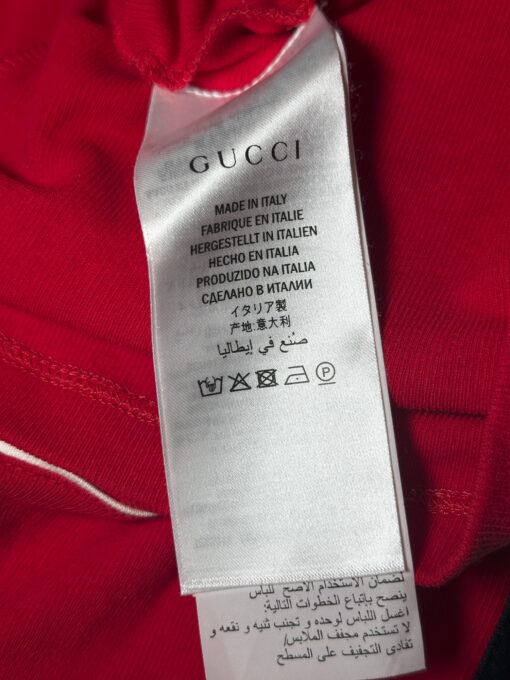 GUCCI
MADE IN ITALY
FABRIQUE EN ITALIE
HERGESTELLT IN ITALIEN
HECHO EN ITALIA
PRODUZIDO NA ITALIA
СДЕЛАНО В ИТАЛИИ
イタリア製
产地:意大利
صُنع في إيطاليا
P
لضمان الاستخدام الأصح للباس
ينصح بإتباع الخطوات التالية:
اغسل اللباس لوحده و تجنب ثنيه و نقعه و
لا تستخدم مجفف الملابس/
تفادى التجفيف على المسطح